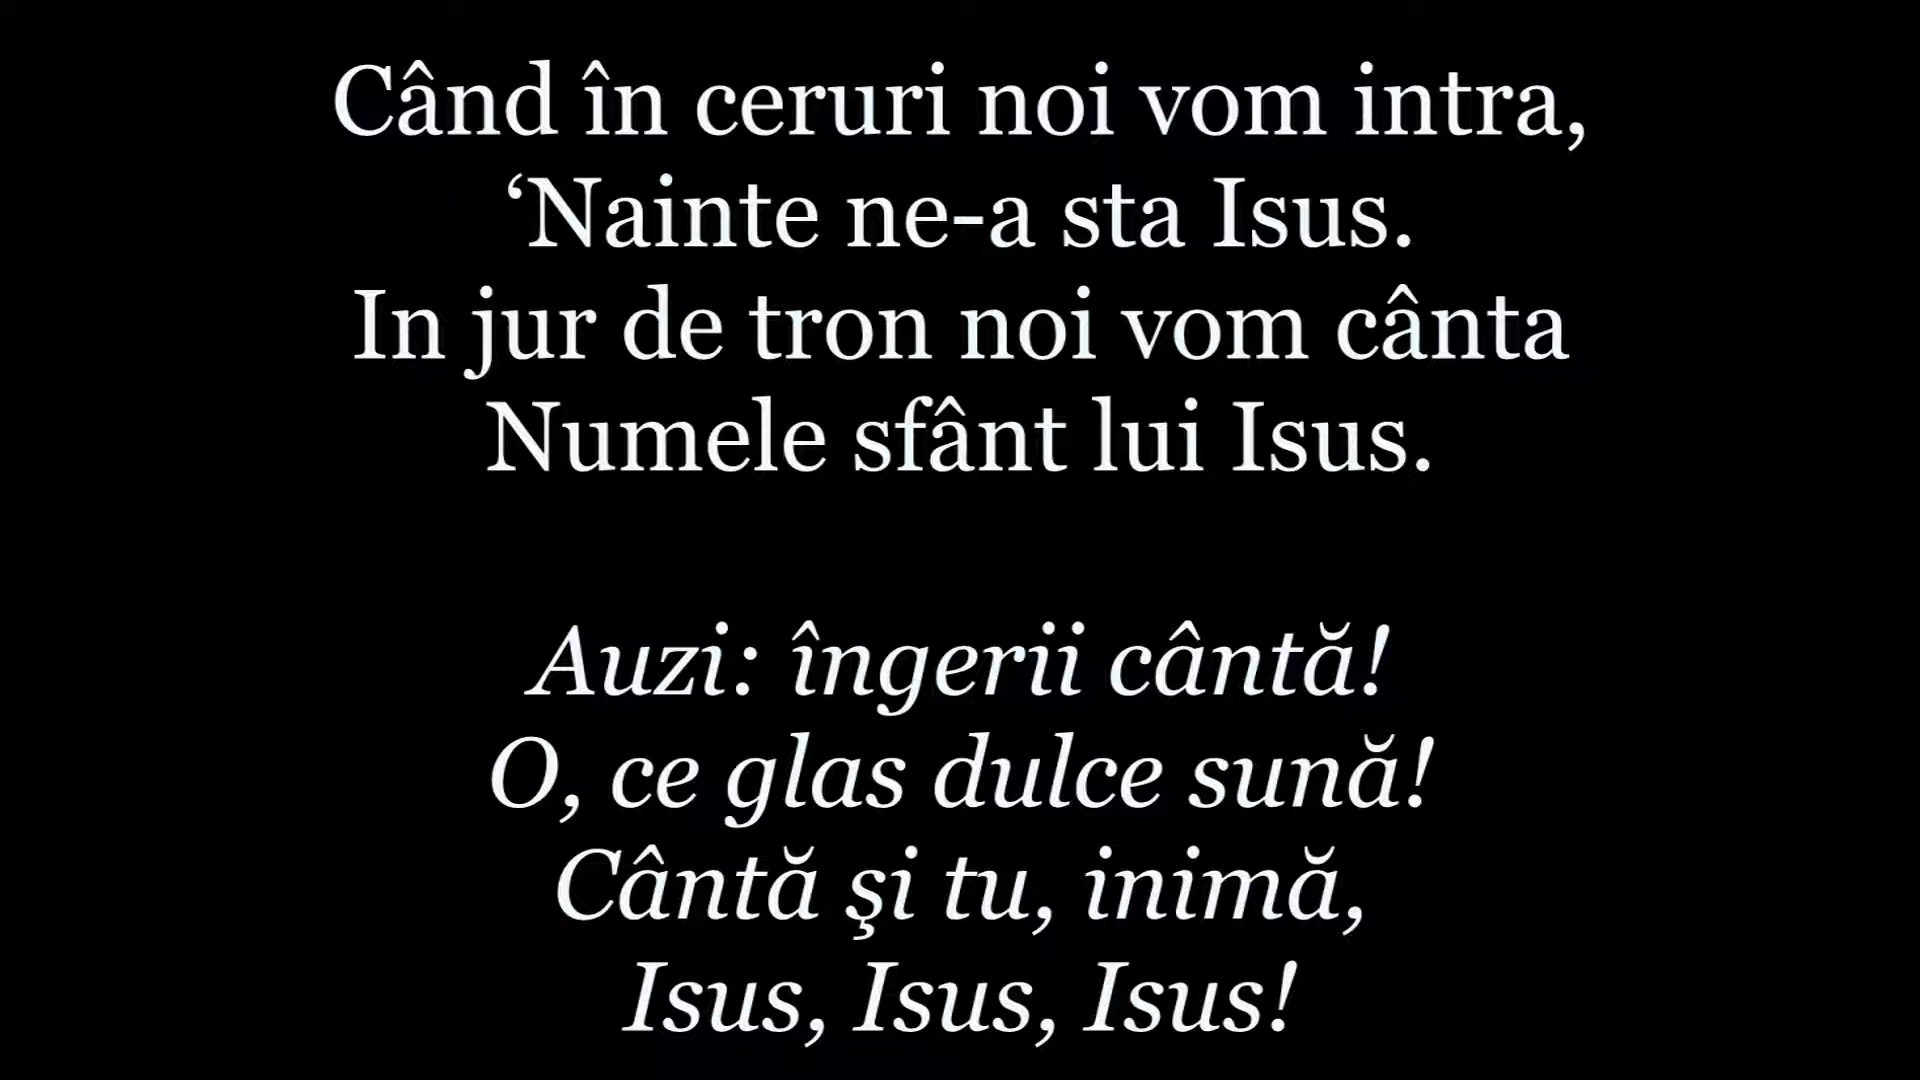 Când în ceruri noi vom intra,
‘Nainte ne-a sta Isus.
In jur de tron noi vom cânta
Numele sfânt lui Isus.
Auzi: îngerii cântă!
O, ce glas dulce sună!
Cântă şi tu, inimă,
Isus, Isus, Isus!